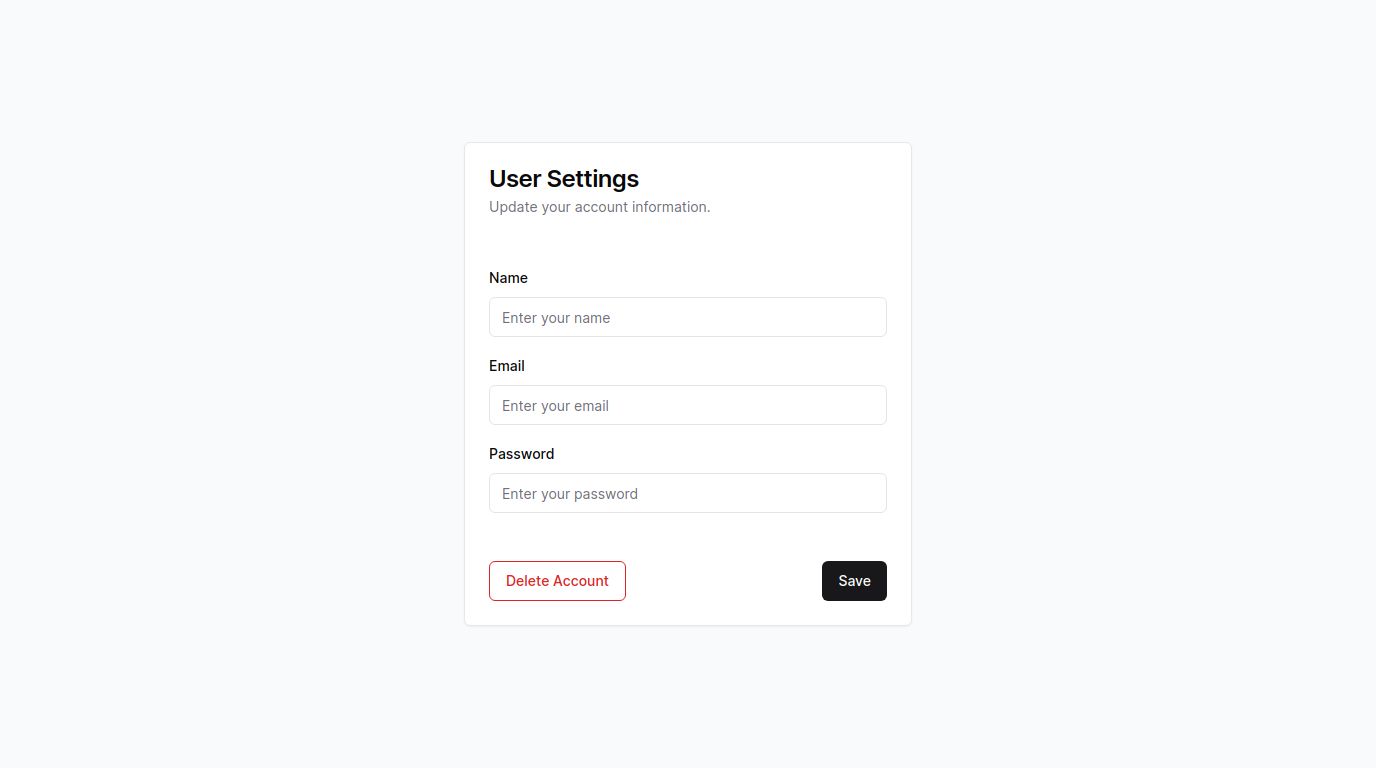 User Settings
Update your account information.
Name
Enter your name
Email
Enter your email
Password
Enter your password
Delete Account
Save